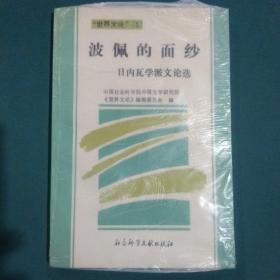 "世界文论"
波佩的面纱
——日内瓦学派文论选
中国社会科学院外国文学研究所
《世界文论》编辑委员会 编
社会科学文献出版社